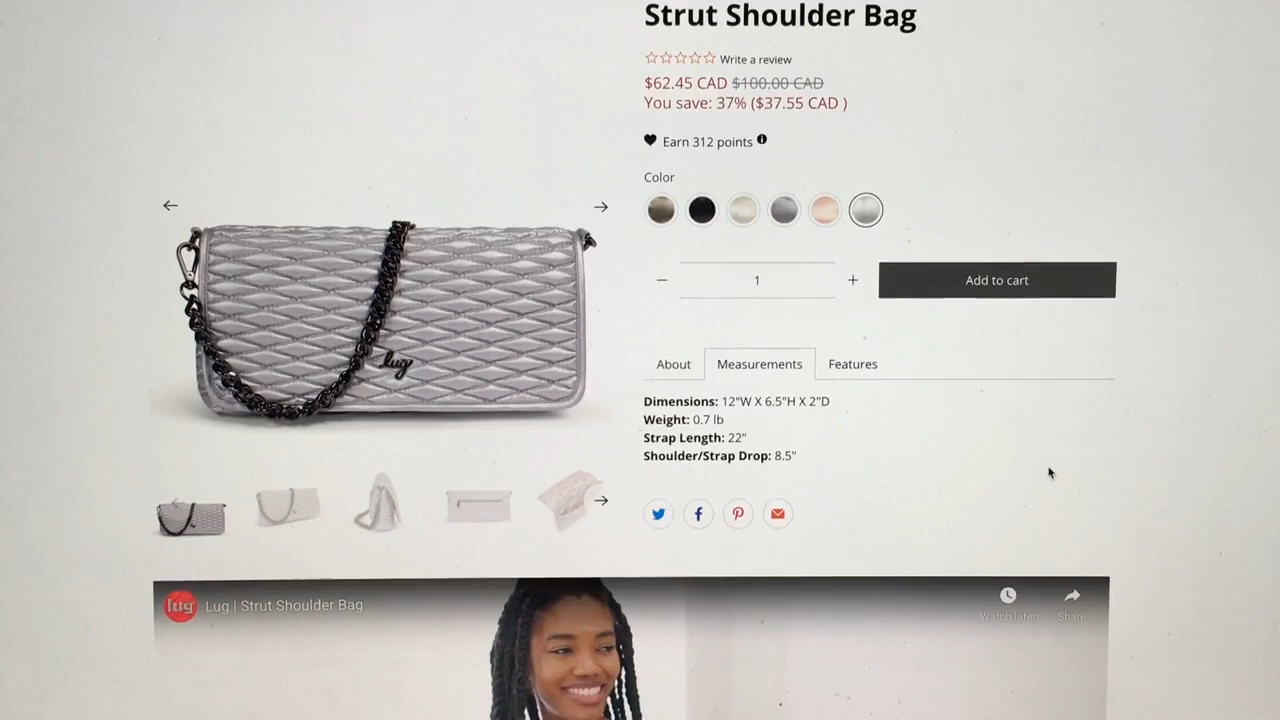 Strut Shoulder Bag
Write a review
$62.45 CAD $100.00 CAD
You save: 37% ($37.55 CAD )
Earn 312 points
Color
1
Add to cart
lug
About Measurements Features
Dimensions: 12"W X 6.5"H X 2"D
Weight: 0.7 lb
Strap Length: 22"
Shoulder/Strap Drop: 8.5"
lug Lug | Strut Shoulder Bag
Watch later Share